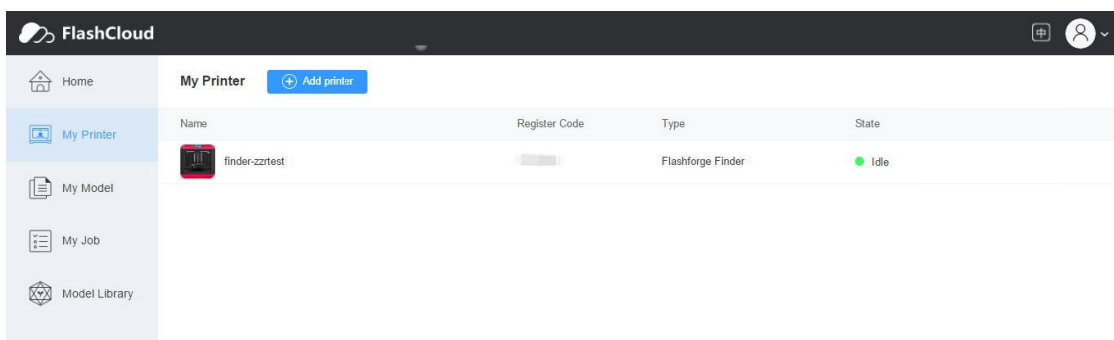 FlashCloud
中
Home
My Printer
My Model
My Job
Model Library
My Printer
Add printer
Name Register Code Type State
finder-zzrtest Flashforge Finder Idle